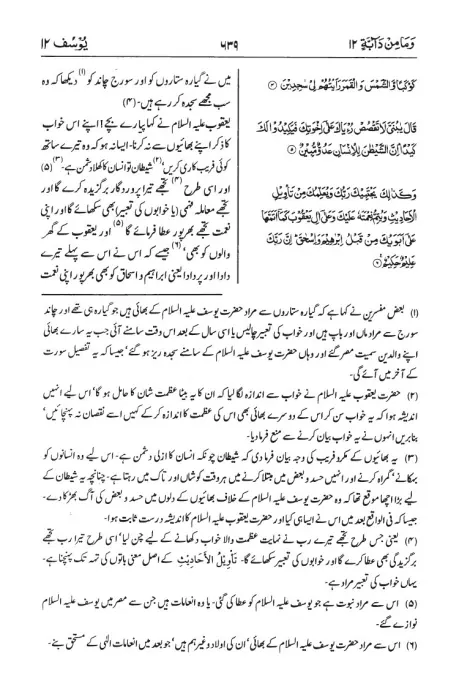 وَمَا مِن دَآبَّةٍ ۱۲
۶۳۹
یُوْسُف ۱۲
كَوْكَبًا وَّالشَّمْسَ وَالْقَمَرَ رَاَيْتُهُمْ لِيْ سٰجِدِيْنَ ④
قَالَ يٰبُنَيَّ لَا تَقْصُصْ رُءْيَاكَ عَلٰٓى اِخْوَتِكَ فَيَكِيْدُوْا لَكَ
كَيْدًا ؕ اِنَّ الشَّيْطٰنَ لِلْاِنْسَانِ عَدُوٌّ مُّبِيْنٌ ⑤
وَكَذٰلِكَ يَجْتَبِيْكَ رَبُّكَ وَيُعَلِّمُكَ مِنْ تَاْوِيْلِ
الْاَحَادِيْثِ وَيُتِمُّ نِعْمَتَهٗ عَلَيْكَ وَعَلٰٓى اٰلِ يَعْقُوْبَ كَمَآ اَتَمَّهَا
عَلٰٓى اَبَوَيْكَ مِنْ قَبْلُ اِبْرٰهِيْمَ وَاِسْحٰقَ ؕ اِنَّ رَبَّكَ
عَلِيْمٌ حَكِيْمٌ ⑥
میں نے گیارہ ستاروں کو اور سورج چاند کو (۱) دیکھا کہ وہ
سب مجھے سجدہ کر رہے ہیں۔ (۴)
یعقوب علیہ السلام نے کہا پیارے بچے! اپنے اس خواب
کا ذکر اپنے بھائیوں سے نہ کرنا۔ ایسا نہ ہو کہ وہ تیرے ساتھ
کوئی فریب کاری کریں، (۲) شیطان تو انسان کا کھلا دشمن ہے۔ (۳) (۵)
اور اسی طرح (۴) تجھے تیرا پروردگار برگزیدہ کرے گا اور
تجھے معاملہ فہمی (یا خوابوں کی تعبیر) بھی سکھائے گا اور اپنی
نعمت تجھے بھرپور عطا فرمائے گا (۵) اور یعقوب کے گھر
والوں کو بھی، (۶) جیسے کہ اس نے اس سے پہلے تیرے
دادا اور پردادا یعنی ابراہیم و اسحاق کو بھی بھرپور اپنی نعمت
(۱) بعض مفسرین نے کہا ہے کہ گیارہ ستاروں سے مراد حضرت یوسف علیہ السلام کے بھائی ہیں جو گیارہ ہی تھے اور چاند
سورج سے مراد ماں اور باپ ہیں اور خواب کی تعبیر چالیس یا اسی سال کے بعد اس وقت سامنے آئی جب یہ سارے بھائی
اپنے والدین سمیت مصر گئے اور وہاں حضرت یوسف علیہ السلام کے سامنے سجدہ ریز ہو گئے، جیسا کہ یہ تفصیل سورت
کے آخر میں آئے گی۔
(۲) حضرت یعقوب علیہ السلام نے خواب سے اندازہ لگا لیا کہ ان کا یہ بیٹا عظمت شان کا حامل ہو گا، اس لیے انہیں
اندیشہ ہوا کہ یہ خواب سن کر اس کے دوسرے بھائی بھی اس کی عظمت کا اندازہ کر کے کہیں اسے نقصان نہ پہنچائیں،
بنابریں انہوں نے یہ خواب بیان کرنے سے منع فرما دیا۔
(۳) یہ بھائیوں کے مکر و فریب کی وجہ بیان فرما دی کہ شیطان چونکہ انسان کا ازلی دشمن ہے۔ اس لیے وہ انسانوں کو
بہکانے، گمراہ کرنے اور انہیں حسد و بغض میں مبتلا کرنے میں ہر وقت کوشاں اور تاک میں رہتا ہے۔ چنانچہ یہ شیطان کے
لیے بڑا اچھا موقع تھا کہ وہ حضرت یوسف علیہ السلام کے خلاف بھائیوں کے دلوں میں حسد و بغض کی آگ بھڑکا دے۔
جیسا کہ فی الواقع بعد میں اس نے ایسا ہی کیا اور حضرت یعقوب علیہ السلام کا اندیشہ درست ثابت ہوا۔
(۴) یعنی جس طرح تجھے تیرے رب نے نہایت عظمت والا خواب دکھانے کے لیے چن لیا، اسی طرح تیرا رب تجھے
برگزیدگی بھی عطا کرے گا اور خوابوں کی تعبیر سکھائے گا۔ تَأْوِيلُ الأَحَادِيثِ کے اصل معنی باتوں کی تہہ تک پہنچنا ہے۔
یہاں خواب کی تعبیر مراد ہے۔
(۵) اس سے مراد نبوت ہے جو یوسف علیہ السلام کو عطا کی گئی۔ یا وہ انعامات ہیں جن سے مصر میں یوسف علیہ السلام
نوازے گئے۔
(۶) اس سے مراد حضرت یوسف علیہ السلام کے بھائی، ان کی اولاد وغیرہم ہیں، جو بعد میں انعامات الٰہی کے مستحق بنے۔